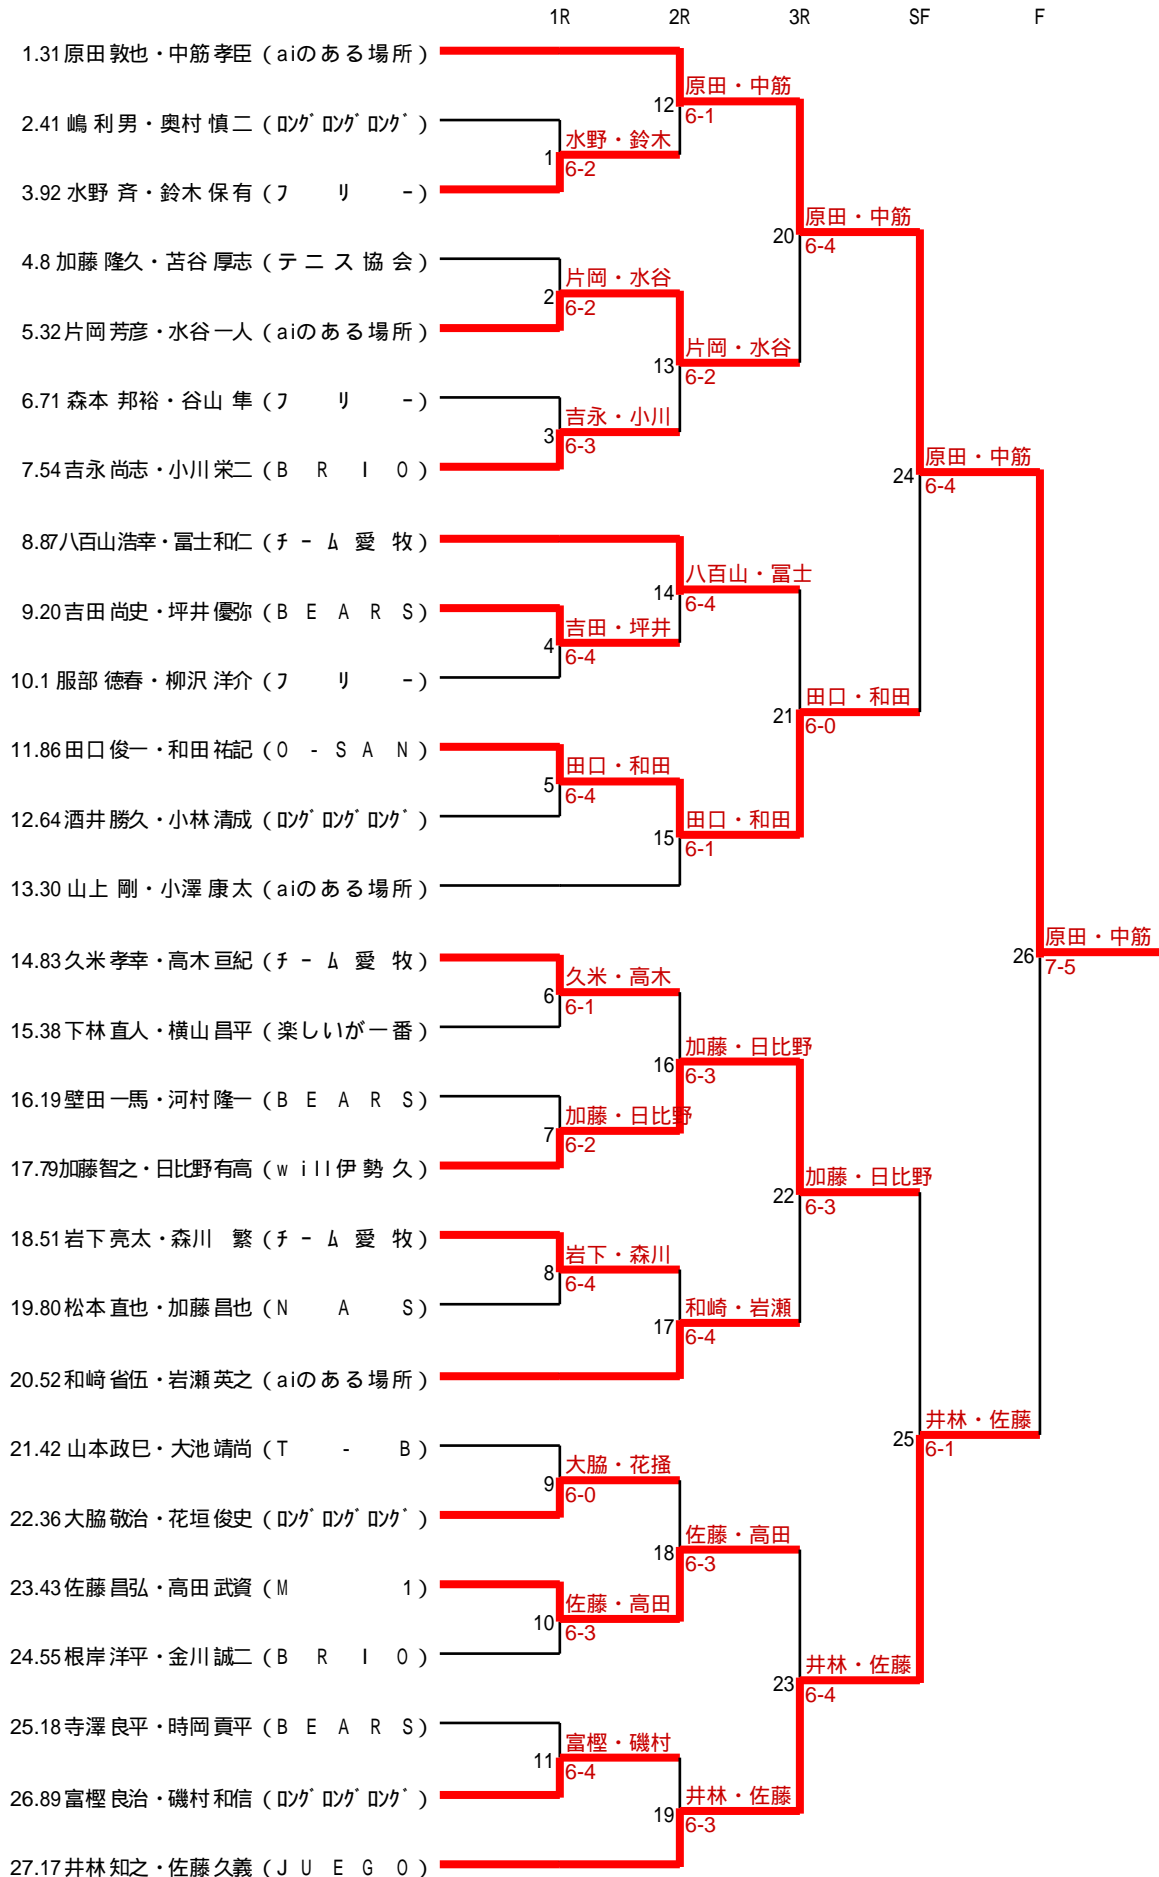 1R 2R 3R SF F
1.31 原田 敦也・中筋 孝臣 (aiのある場所)
原田・中筋
12
6-1
2.41 嶋 利男・奥村 慎二 (ﾛﾝｸﾞﾛﾝｸﾞﾛﾝｸﾞ)
水野・鈴木
1
6-2
3.92 水野 斉・鈴木 保有 (フリー)
原田・中筋
20
6-4
4.8 加藤 隆久・苔谷 厚志 (テニス協会)
片岡・水谷
2
6-2
5.32 片岡 芳彦・水谷 一人 (aiのある場所)
片岡・水谷
13
6-2
6.71 森本 邦裕・谷山 隼 (フリー)
吉永・小川
3
6-3
7.54 吉永 尚志・小川 栄二 (BRIO)
原田・中筋
24
6-4
8.87 八百山浩幸・冨士和仁 (チーム愛牧)
八百山・冨士
14
6-4
9.20 吉田 尚史・坪井 優弥 (BEARS)
吉田・坪井
4
6-4
10.1 服部 徳春・柳沢 洋介 (フリー)
田口・和田
21
6-0
11.86 田口 俊一・和田 祐記 (O-SAN)
田口・和田
5
6-4
12.64 酒井 勝久・小林 清成 (ﾛﾝｸﾞﾛﾝｸﾞﾛﾝｸﾞ)
田口・和田
15
6-1
13.30 山上 剛・小澤 康太 (aiのある場所)
原田・中筋
26
7-5
14.83 久米 孝幸・高木 亘紀 (チーム愛牧)
久米・高木
6
6-1
15.38 下林 直人・横山 昌平 (楽しいが一番)
加藤・日比野
16
6-3
16.19 壁田 一馬・河村 隆一 (BEARS)
加藤・日比野
7
6-2
17.79 加藤智之・日比野有高 (will伊勢久)
加藤・日比野
22
6-3
18.51 岩下 亮太・森川 繁 (チーム愛牧)
岩下・森川
8
6-4
19.80 松本 直也・加藤 昌也 (NAS)
和崎・岩瀬
17
6-4
20.52 和﨑 省伍・岩瀬 英之 (aiのある場所)
井林・佐藤
25
6-1
21.42 山本政巳・大池靖尚 (T-B)
大脇・花掻
9
6-0
22.36 大脇 敬治・花垣 俊史 (ﾛﾝｸﾞﾛﾝｸﾞﾛﾝｸﾞ)
佐藤・高田
18
6-3
23.43 佐藤 昌弘・高田 武資 (M1)
佐藤・高田
10
6-3
24.55 根岸 洋平・金川 誠二 (BRIO)
井林・佐藤
23
6-4
25.18 寺澤 良平・時岡 貢平 (BEARS)
富樫・磯村
11
6-4
26.89 富樫 良治・磯村 和信 (ﾛﾝｸﾞﾛﾝｸﾞﾛﾝｸﾞ)
井林・佐藤
19
6-3
27.17 井林 知之・佐藤 久義 (JUEGO)